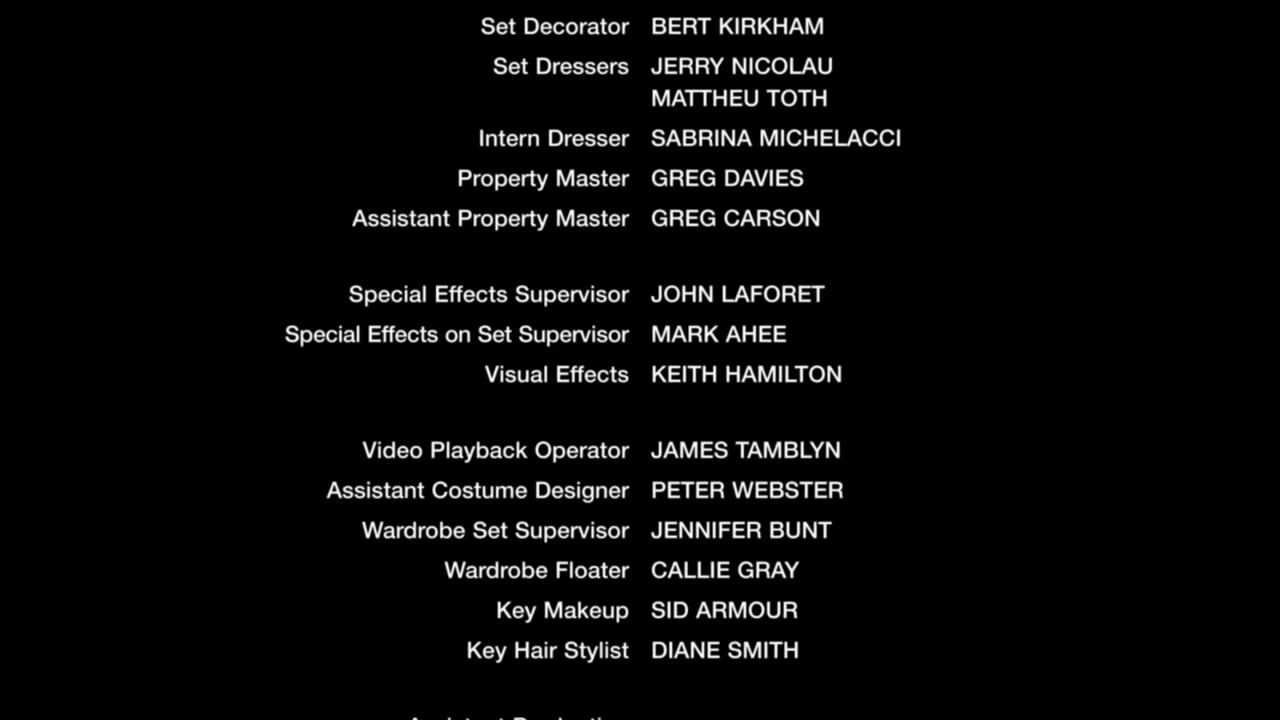 Set Decorator BERT KIRKHAM
Set Dressers JERRY NICOLAU
MATTHEU TOTH
Intern Dresser SABRINA MICHELACCI
Property Master GREG DAVIES
Assistant Property Master GREG CARSON
Special Effects Supervisor JOHN LAFORET
Special Effects on Set Supervisor MARK AHEE
Visual Effects KEITH HAMILTON
Video Playback Operator JAMES TAMBLYN
Assistant Costume Designer PETER WEBSTER
Wardrobe Set Supervisor JENNIFER BUNT
Wardrobe Floater CALLIE GRAY
Key Makeup SID ARMOUR
Key Hair Stylist DIANE SMITH